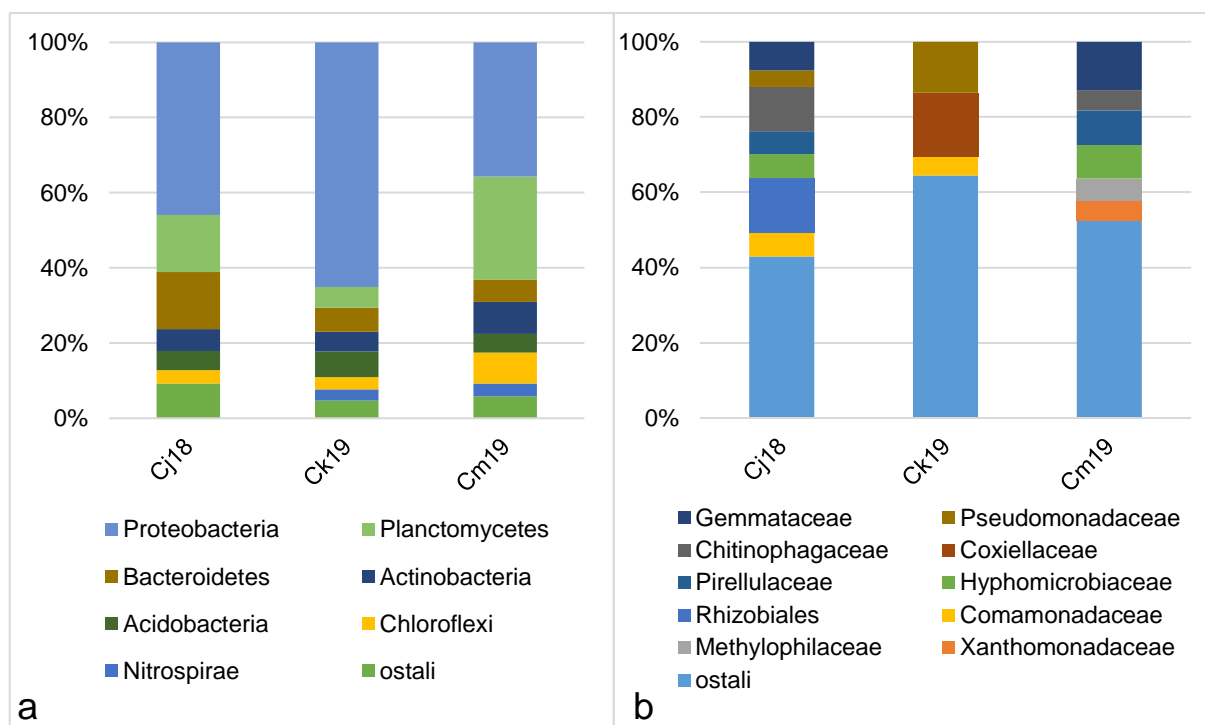 100%
80%
60%
40%
20%
0%
Cj18 Ck19 Cm19
Proteobacteria Planctomycetes
Bacteroidetes Actinobacteria
Acidobacteria Chloroflexi
Nitrospirae ostali
a
100%
80%
60%
40%
20%
0%
Cj18 Ck19 Cm19
Gemmataceae Pseudomonadaceae
Chitinophagaceae Coxiellaceae
Pirellulaceae Hyphomicrobiaceae
Rhizobiales Comamonadaceae
Methylophilaceae Xanthomonadaceae
ostali
b